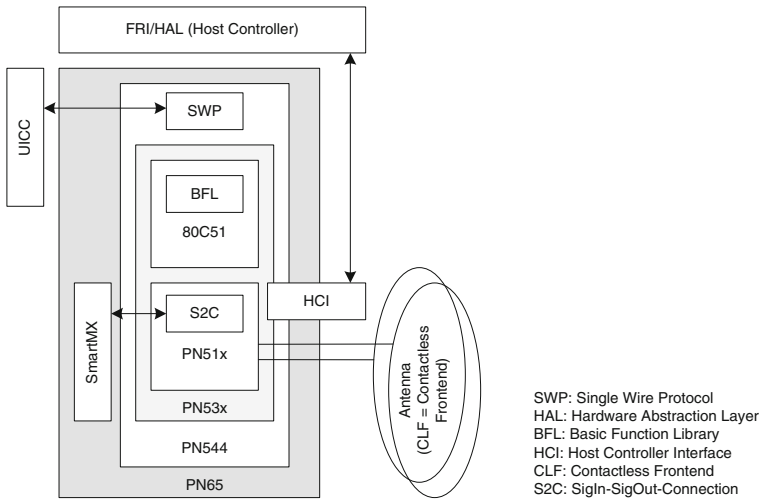 FRI/HAL (Host Controller)
UICC
SWP
BFL
80C51
SmartMX
S2C
HCI
PN51x
PN53x
PN544
PN65
Antenna
(CLF = Contactless
Frontend)
SWP: Single Wire Protocol
HAL: Hardware Abstraction Layer
BFL: Basic Function Library
HCI: Host Controller Interface
CLF: Contactless Frontend
S2C: SigIn-SigOut-Connection